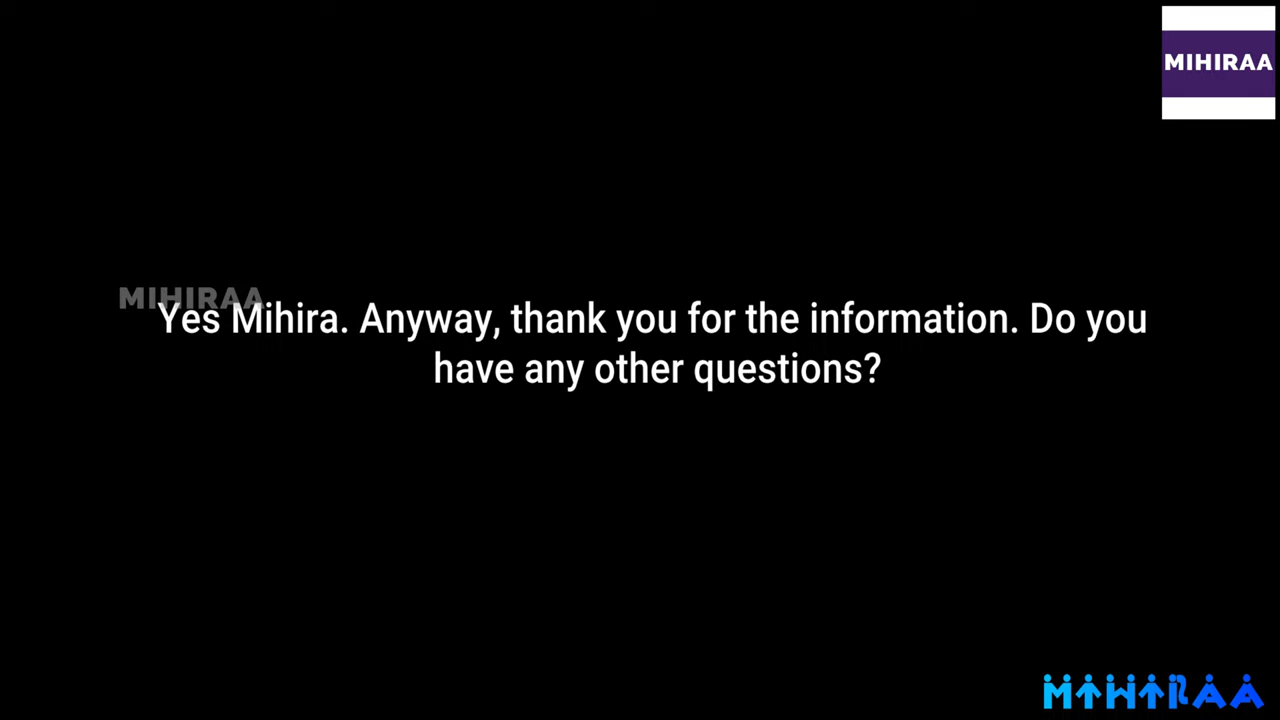 MIHIRAA
MIHIRAA
Yes Mihira. Anyway, thank you for the information. Do you
have any other questions?
MIHIRAA